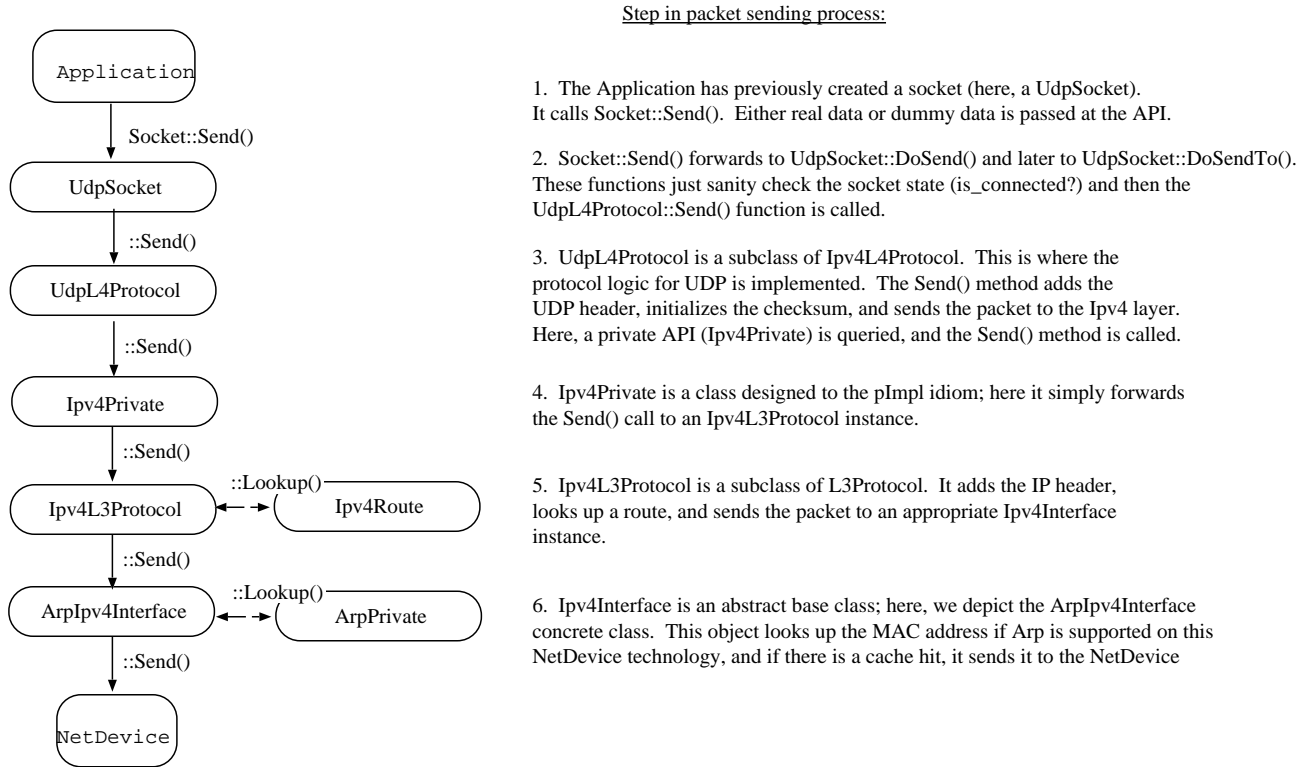 Step in packet sending process:
Application
1. The Application has previously created a socket (here, a UdpSocket).
It calls Socket::Send(). Either real data or dummy data is passed at the API.
Socket::Send()
2. Socket::Send() forwards to UdpSocket::DoSend() and later to UdpSocket::DoSendTo().
These functions just sanity check the socket state (is_connected?) and then the
UdpL4Protocol::Send() function is called.
UdpSocket
::Send()
3. UdpL4Protocol is a subclass of Ipv4L4Protocol. This is where the
protocol logic for UDP is implemented. The Send() method adds the
UDP header, initializes the checksum, and sends the packet to the Ipv4 layer.
Here, a private API (Ipv4Private) is queried, and the Send() method is called.
UdpL4Protocol
::Send()
4. Ipv4Private is a class designed to the pImpl idiom; here it simply forwards
the Send() call to an Ipv4L3Protocol instance.
Ipv4Private
::Send()
::Lookup()
Ipv4L3Protocol
Ipv4Route
5. Ipv4L3Protocol is a subclass of L3Protocol. It adds the IP header,
looks up a route, and sends the packet to an appropriate Ipv4Interface
instance.
::Send()
::Lookup()
ArpIpv4Interface
ArpPrivate
6. Ipv4Interface is an abstract base class; here, we depict the ArpIpv4Interface
concrete class. This object looks up the MAC address if Arp is supported on this
NetDevice technology, and if there is a cache hit, it sends it to the NetDevice
::Send()
NetDevice